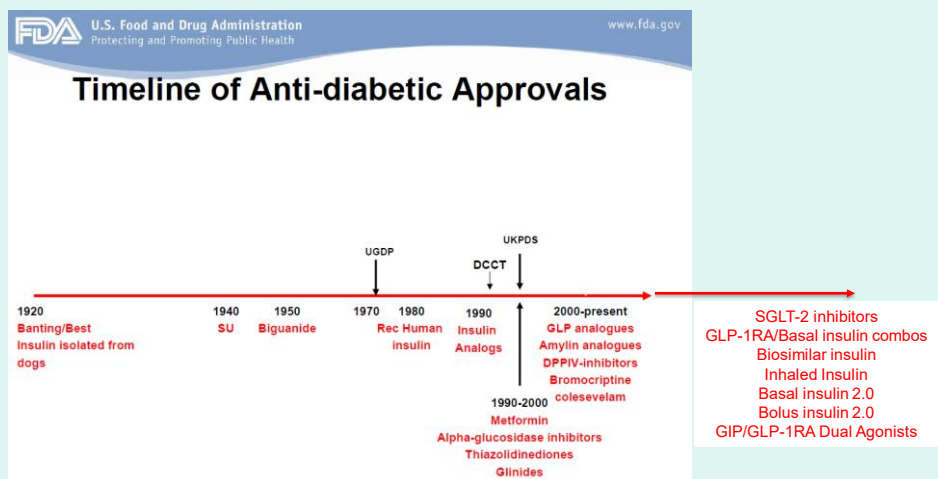 FDA U.S. Food and Drug Administration
Protecting and Promoting Public Health
www.fda.gov
Timeline of Anti-diabetic Approvals
UGDP
DCCT
UKPDS
1920
Banting/Best
Insulin isolated from
dogs
1940
SU
1950
Biguanide
1970
1980
Rec Human
insulin
1990
Insulin
Analogs
2000-present
GLP analogues
Amylin analogues
DPPIV-inhibitors
Bromocriptine
colesevelam
1990-2000
Metformin
Alpha-glucosidase inhibitors
Thiazolidinediones
Glinides
SGLT-2 inhibitors
GLP-1RA/Basal insulin combos
Biosimilar insulin
Inhaled Insulin
Basal insulin 2.0
Bolus insulin 2.0
GIP/GLP-1RA Dual Agonists